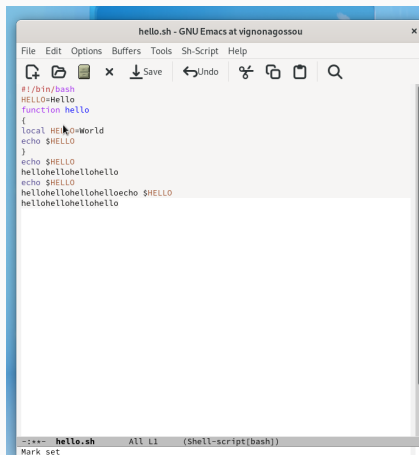 hello.sh - GNU Emacs at vignonagossou
File Edit Options Buffers Tools Sh-Script Help
Save Undo
#!/bin/bash
HELLO=Hello
function hello
{
local HELLO=World
echo $HELLO
}
echo $HELLO
hellohellohellohello
echo $HELLO
hellohellohellohelloecho $HELLO
hellohellohellohello
-:**- hello.sh All L1 (Shell-script[bash])
Mark set